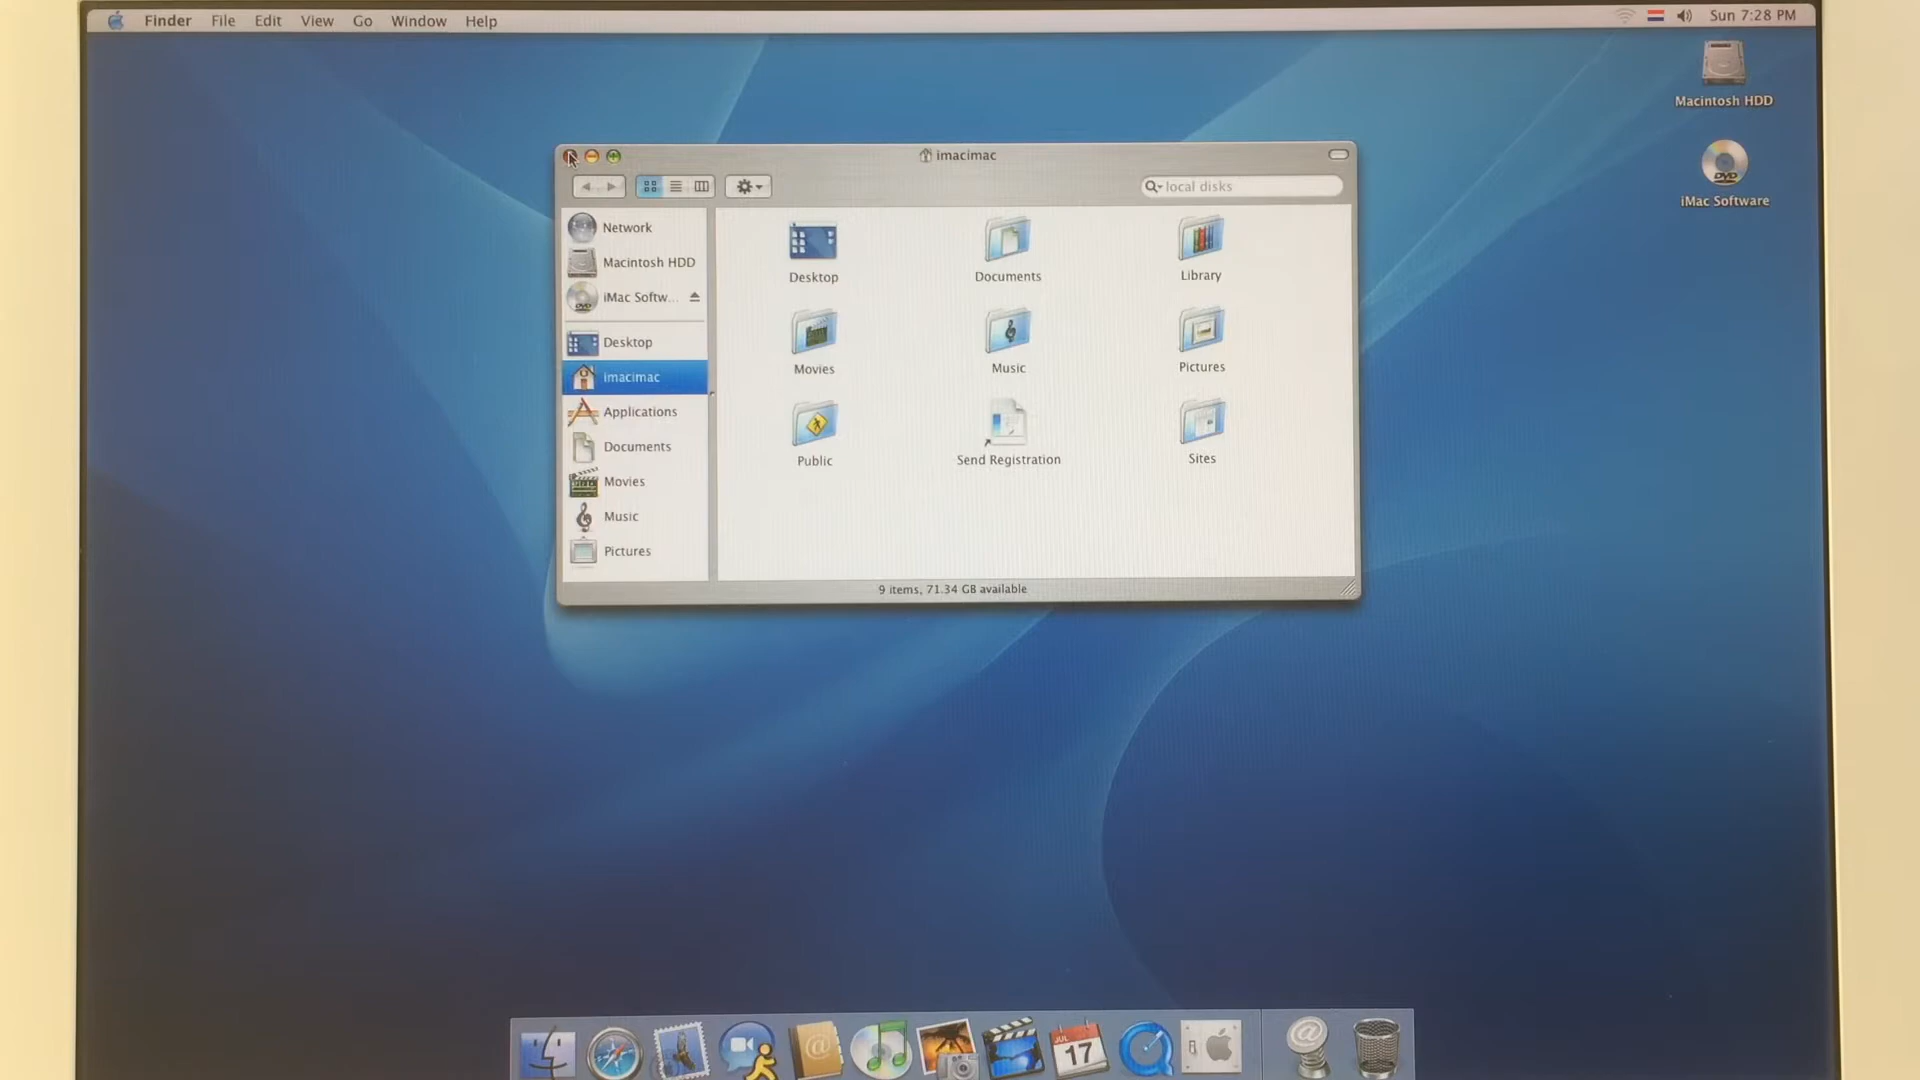 Finder File Edit View Go Window Help Sun 7:28 PM
Macintosh HDD
iMac Software
imacimac
local disks
Network
Macintosh HDD
iMac Softw...
Desktop
imacimac
Applications
Documents
Movies
Music
Pictures
Desktop Documents Library
Movies Music Pictures
Public Send Registration Sites
9 items, 71.34 GB available
DVD
JUL
17
@
@